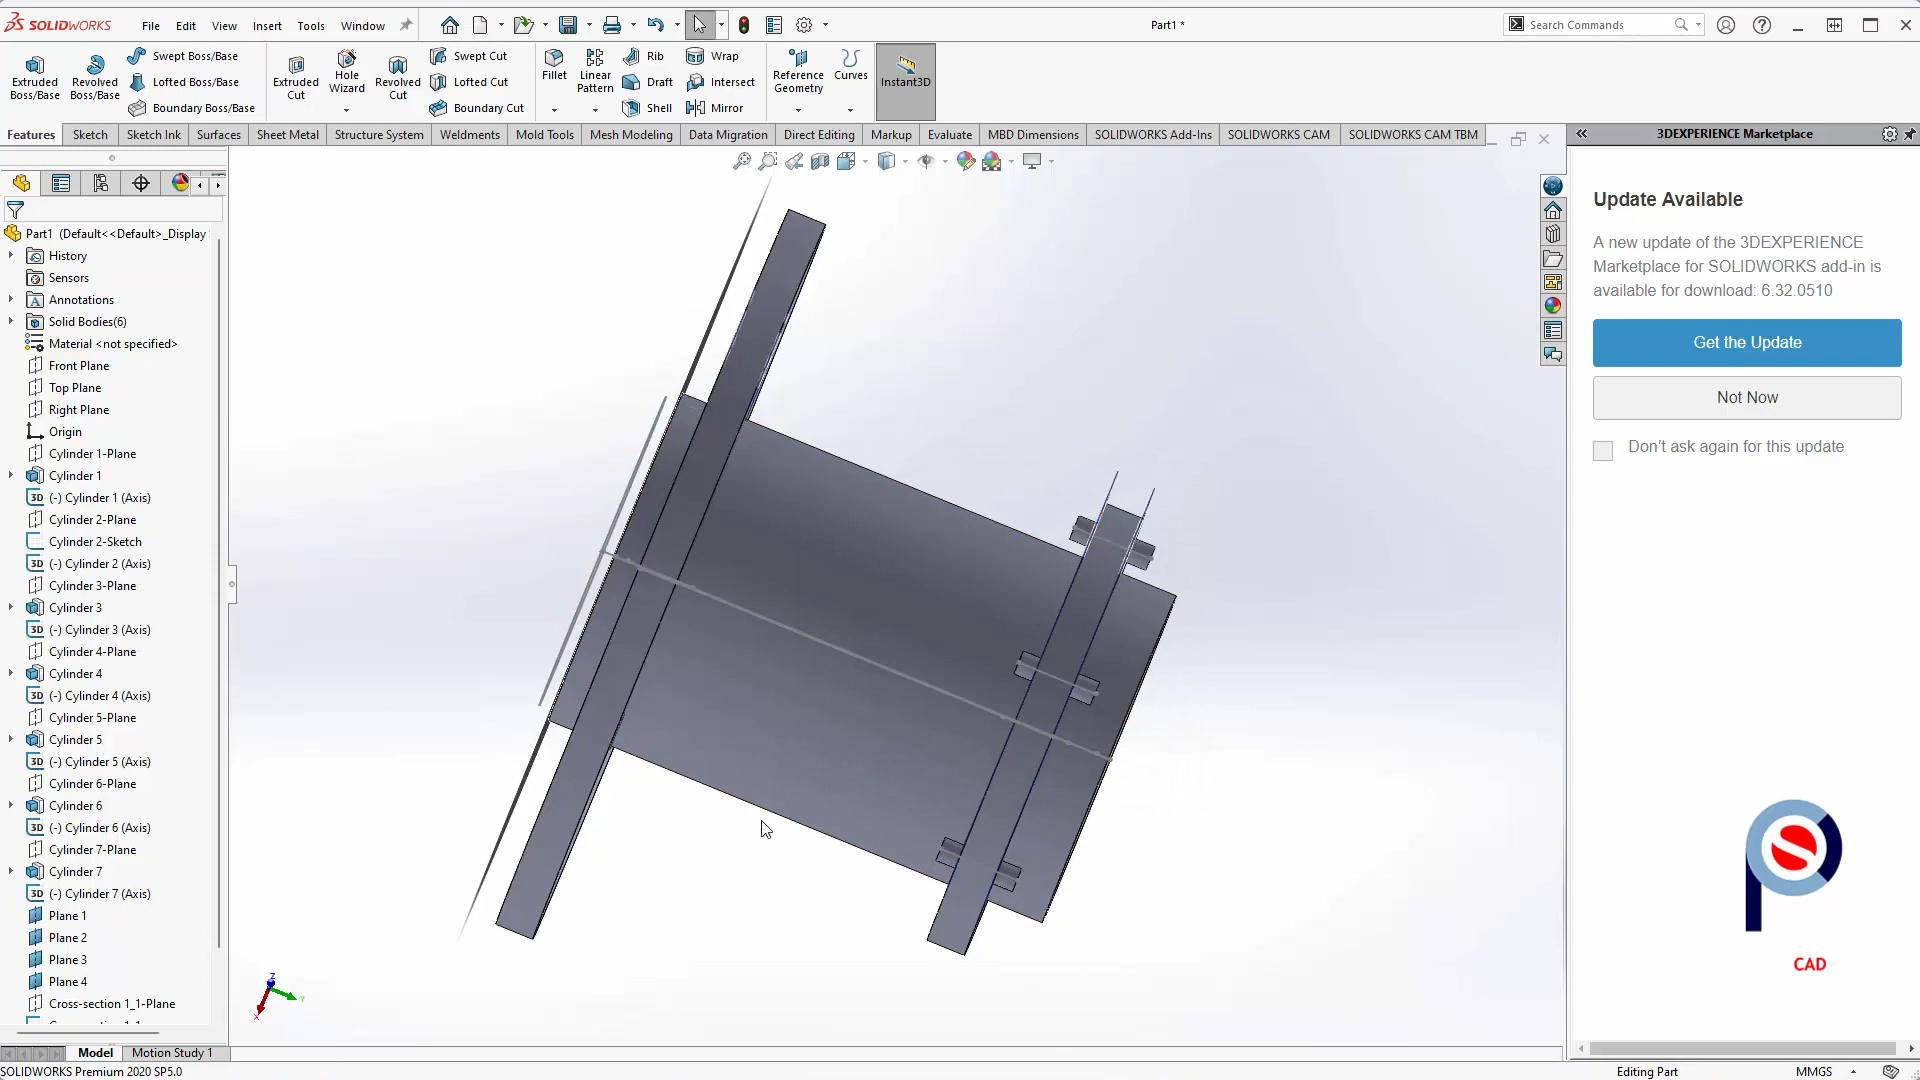 SOLIDWORKS
File Edit View Insert Tools Window
Part1 *
Search Commands
Extruded Boss/Base
Revolved Boss/Base
Swept Boss/Base
Lofted Boss/Base
Boundary Boss/Base
Extruded Cut
Hole Wizard
Revolved Cut
Swept Cut
Lofted Cut
Boundary Cut
Fillet
Linear Pattern
Rib
Draft
Shell
Wrap
Intersect
Mirror
Reference Geometry
Curves
Instant3D
Features Sketch Sketch Ink Surfaces Sheet Metal Structure System Weldments Mold Tools Mesh Modeling Data Migration Direct Editing Markup Evaluate MBD Dimensions SOLIDWORKS Add-Ins SOLIDWORKS CAM SOLIDWORKS CAM TBM
Part1 (Default<<Default>_Display
History
Sensors
Annotations
Solid Bodies(6)
Material <not specified>
Front Plane
Top Plane
Right Plane
Origin
Cylinder 1-Plane
Cylinder 1
3D (-) Cylinder 1 (Axis)
Cylinder 2-Plane
Cylinder 2-Sketch
3D (-) Cylinder 2 (Axis)
Cylinder 3-Plane
Cylinder 3
3D (-) Cylinder 3 (Axis)
Cylinder 4-Plane
Cylinder 4
3D (-) Cylinder 4 (Axis)
Cylinder 5-Plane
Cylinder 5
3D (-) Cylinder 5 (Axis)
Cylinder 6-Plane
Cylinder 6
3D (-) Cylinder 6 (Axis)
Cylinder 7-Plane
Cylinder 7
3D (-) Cylinder 7 (Axis)
Plane 1
Plane 2
Plane 3
Plane 4
Cross-section 1_1-Plane
Z
Y
X
3DEXPERIENCE Marketplace
Update Available
A new update of the 3DEXPERIENCE
Marketplace for SOLIDWORKS add-in is
available for download: 6.32.0510
Get the Update
Not Now
Don't ask again for this update
CAD
Model Motion Study 1
SOLIDWORKS Premium 2020 SP5.0
Editing Part
MMGS